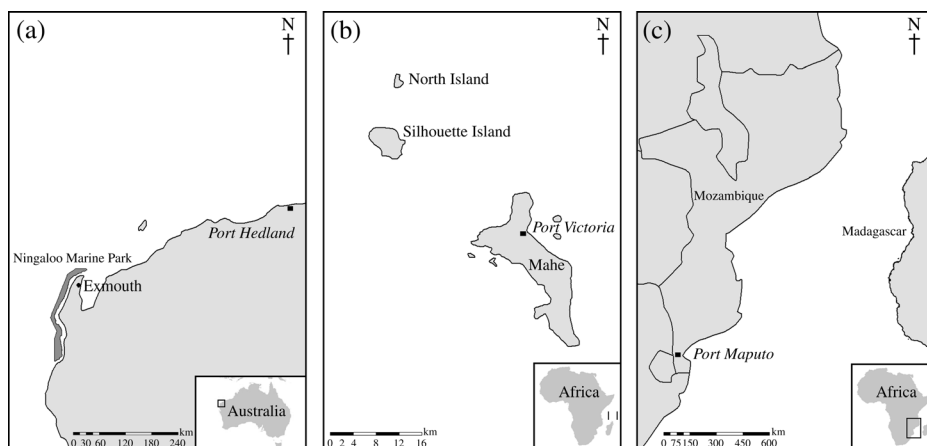 (a)
N
Port Hedland
Ningaloo Marine Park
Exmouth
Australia
km
0 30 60 120 180 240
(b)
N
North Island
Silhouette Island
Port Victoria
Mahe
Africa
km
0 2 4 8 12 16
(c)
N
Mozambique
Madagascar
Port Maputo
Africa
km
0 75 150 300 450 600